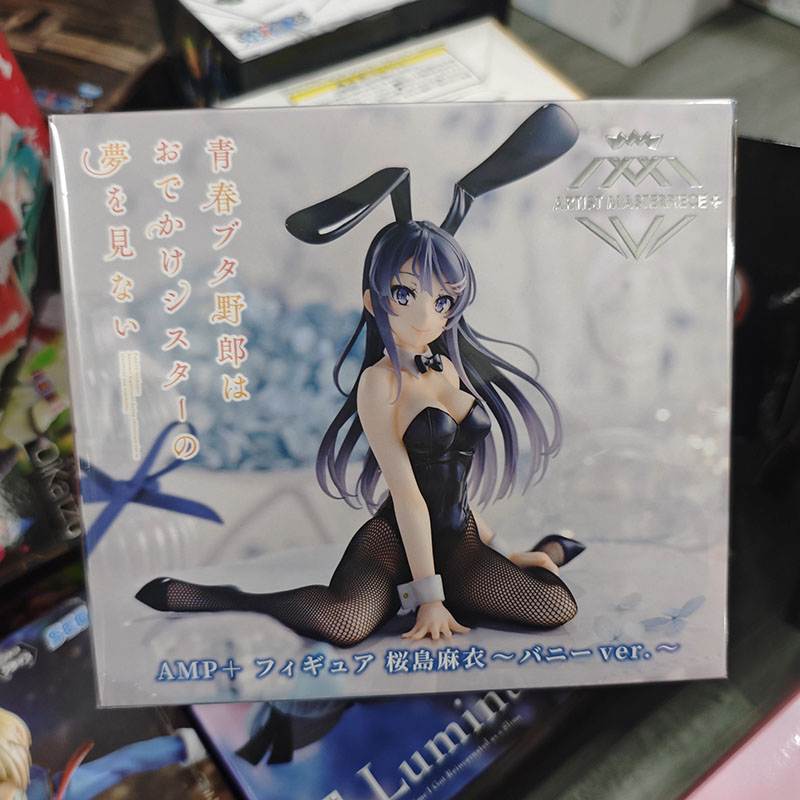 青春ブタ野郎は
おでかけシスターの
夢を見ない
ARTIST MASTERPIECE+
AMP+ フィギュア 桜島麻衣～バニーver.～
Lumin